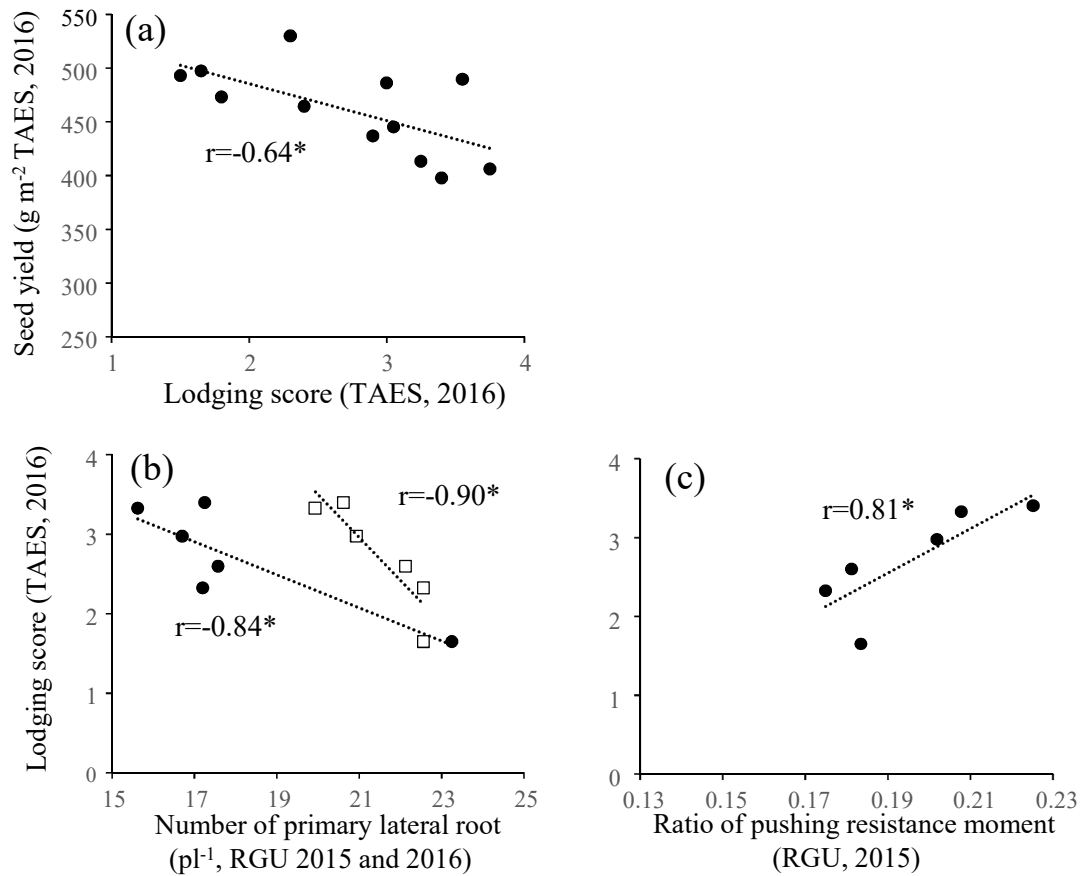 (a)
Seed yield (g m-2 TAES, 2016)
550
500
450
400
350
300
250
r=-0.64*
1 2 3 4
Lodging score (TAES, 2016)
(b)
Lodging score (TAES, 2016)
4
3
2
1
0
r=-0.90*
r=-0.84*
15 17 19 21 23 25
Number of primary lateral root
(pl-1, RGU 2015 and 2016)
(c)
4
3
2
1
0
r=0.81*
0.13 0.15 0.17 0.19 0.21 0.23
Ratio of pushing resistance moment
(RGU, 2015)